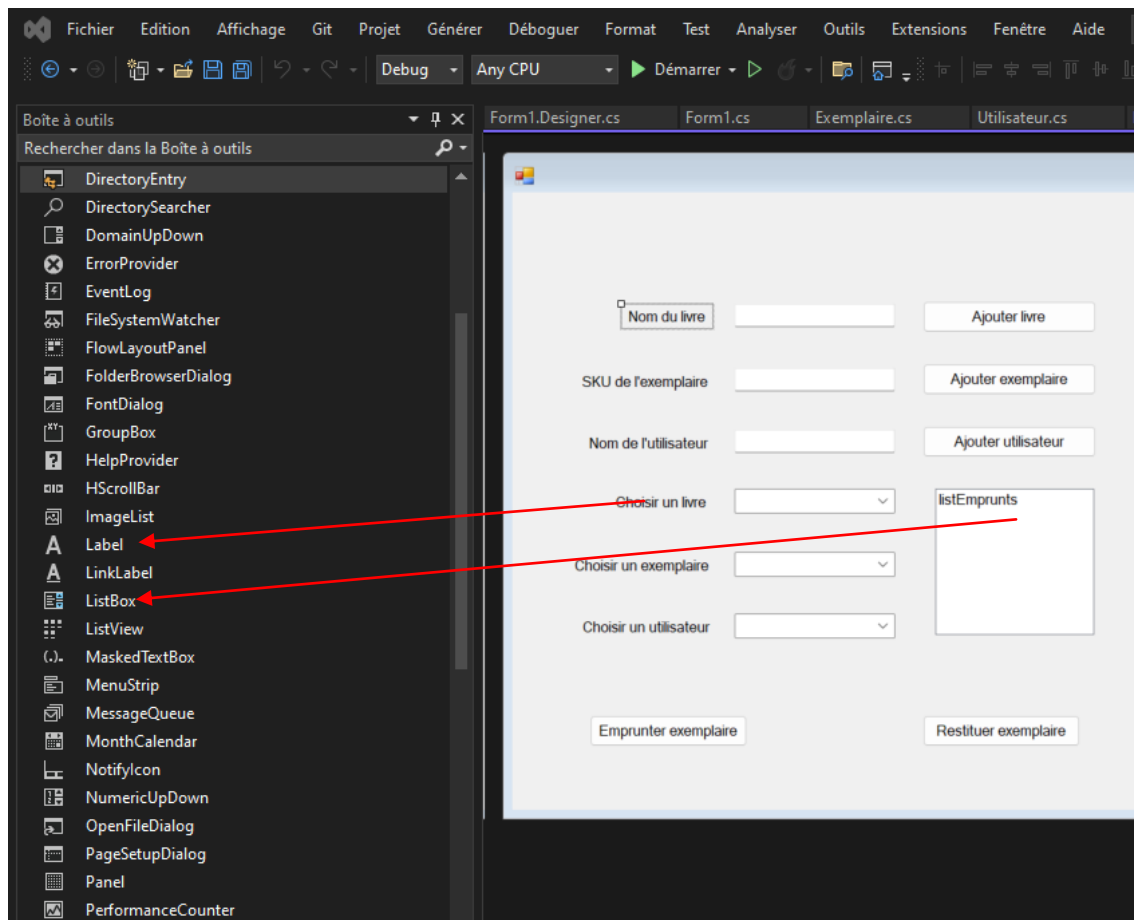 Fichier Edition Affichage Git Projet Générer Déboguer Format Test Analyser Outils Extensions Fenêtre Aide
Debug Any CPU Démarrer
Boîte à outils
Form1.Designer.cs Form1.cs Exemplaire.cs Utilisateur.cs
Rechercher dans la Boîte à outils
DirectoryEntry
DirectorySearcher
DomainUpDown
ErrorProvider
EventLog
FileSystemWatcher
FlowLayoutPanel
FolderBrowserDialog
FontDialog
GroupBox
HelpProvider
HScrollBar
ImageList
Label
LinkLabel
ListBox
ListView
MaskedTextBox
MenuStrip
MessageQueue
MonthCalendar
NotifyIcon
NumericUpDown
OpenFileDialog
PageSetupDialog
Panel
PerformanceCounter
Nom du livre
Ajouter livre
SKU de l'exemplaire
Ajouter exemplaire
Nom de l'utilisateur
Ajouter utilisateur
Choisir un livre
listEmprunts
Choisir un exemplaire
Choisir un utilisateur
Emprunter exemplaire
Restituer exemplaire